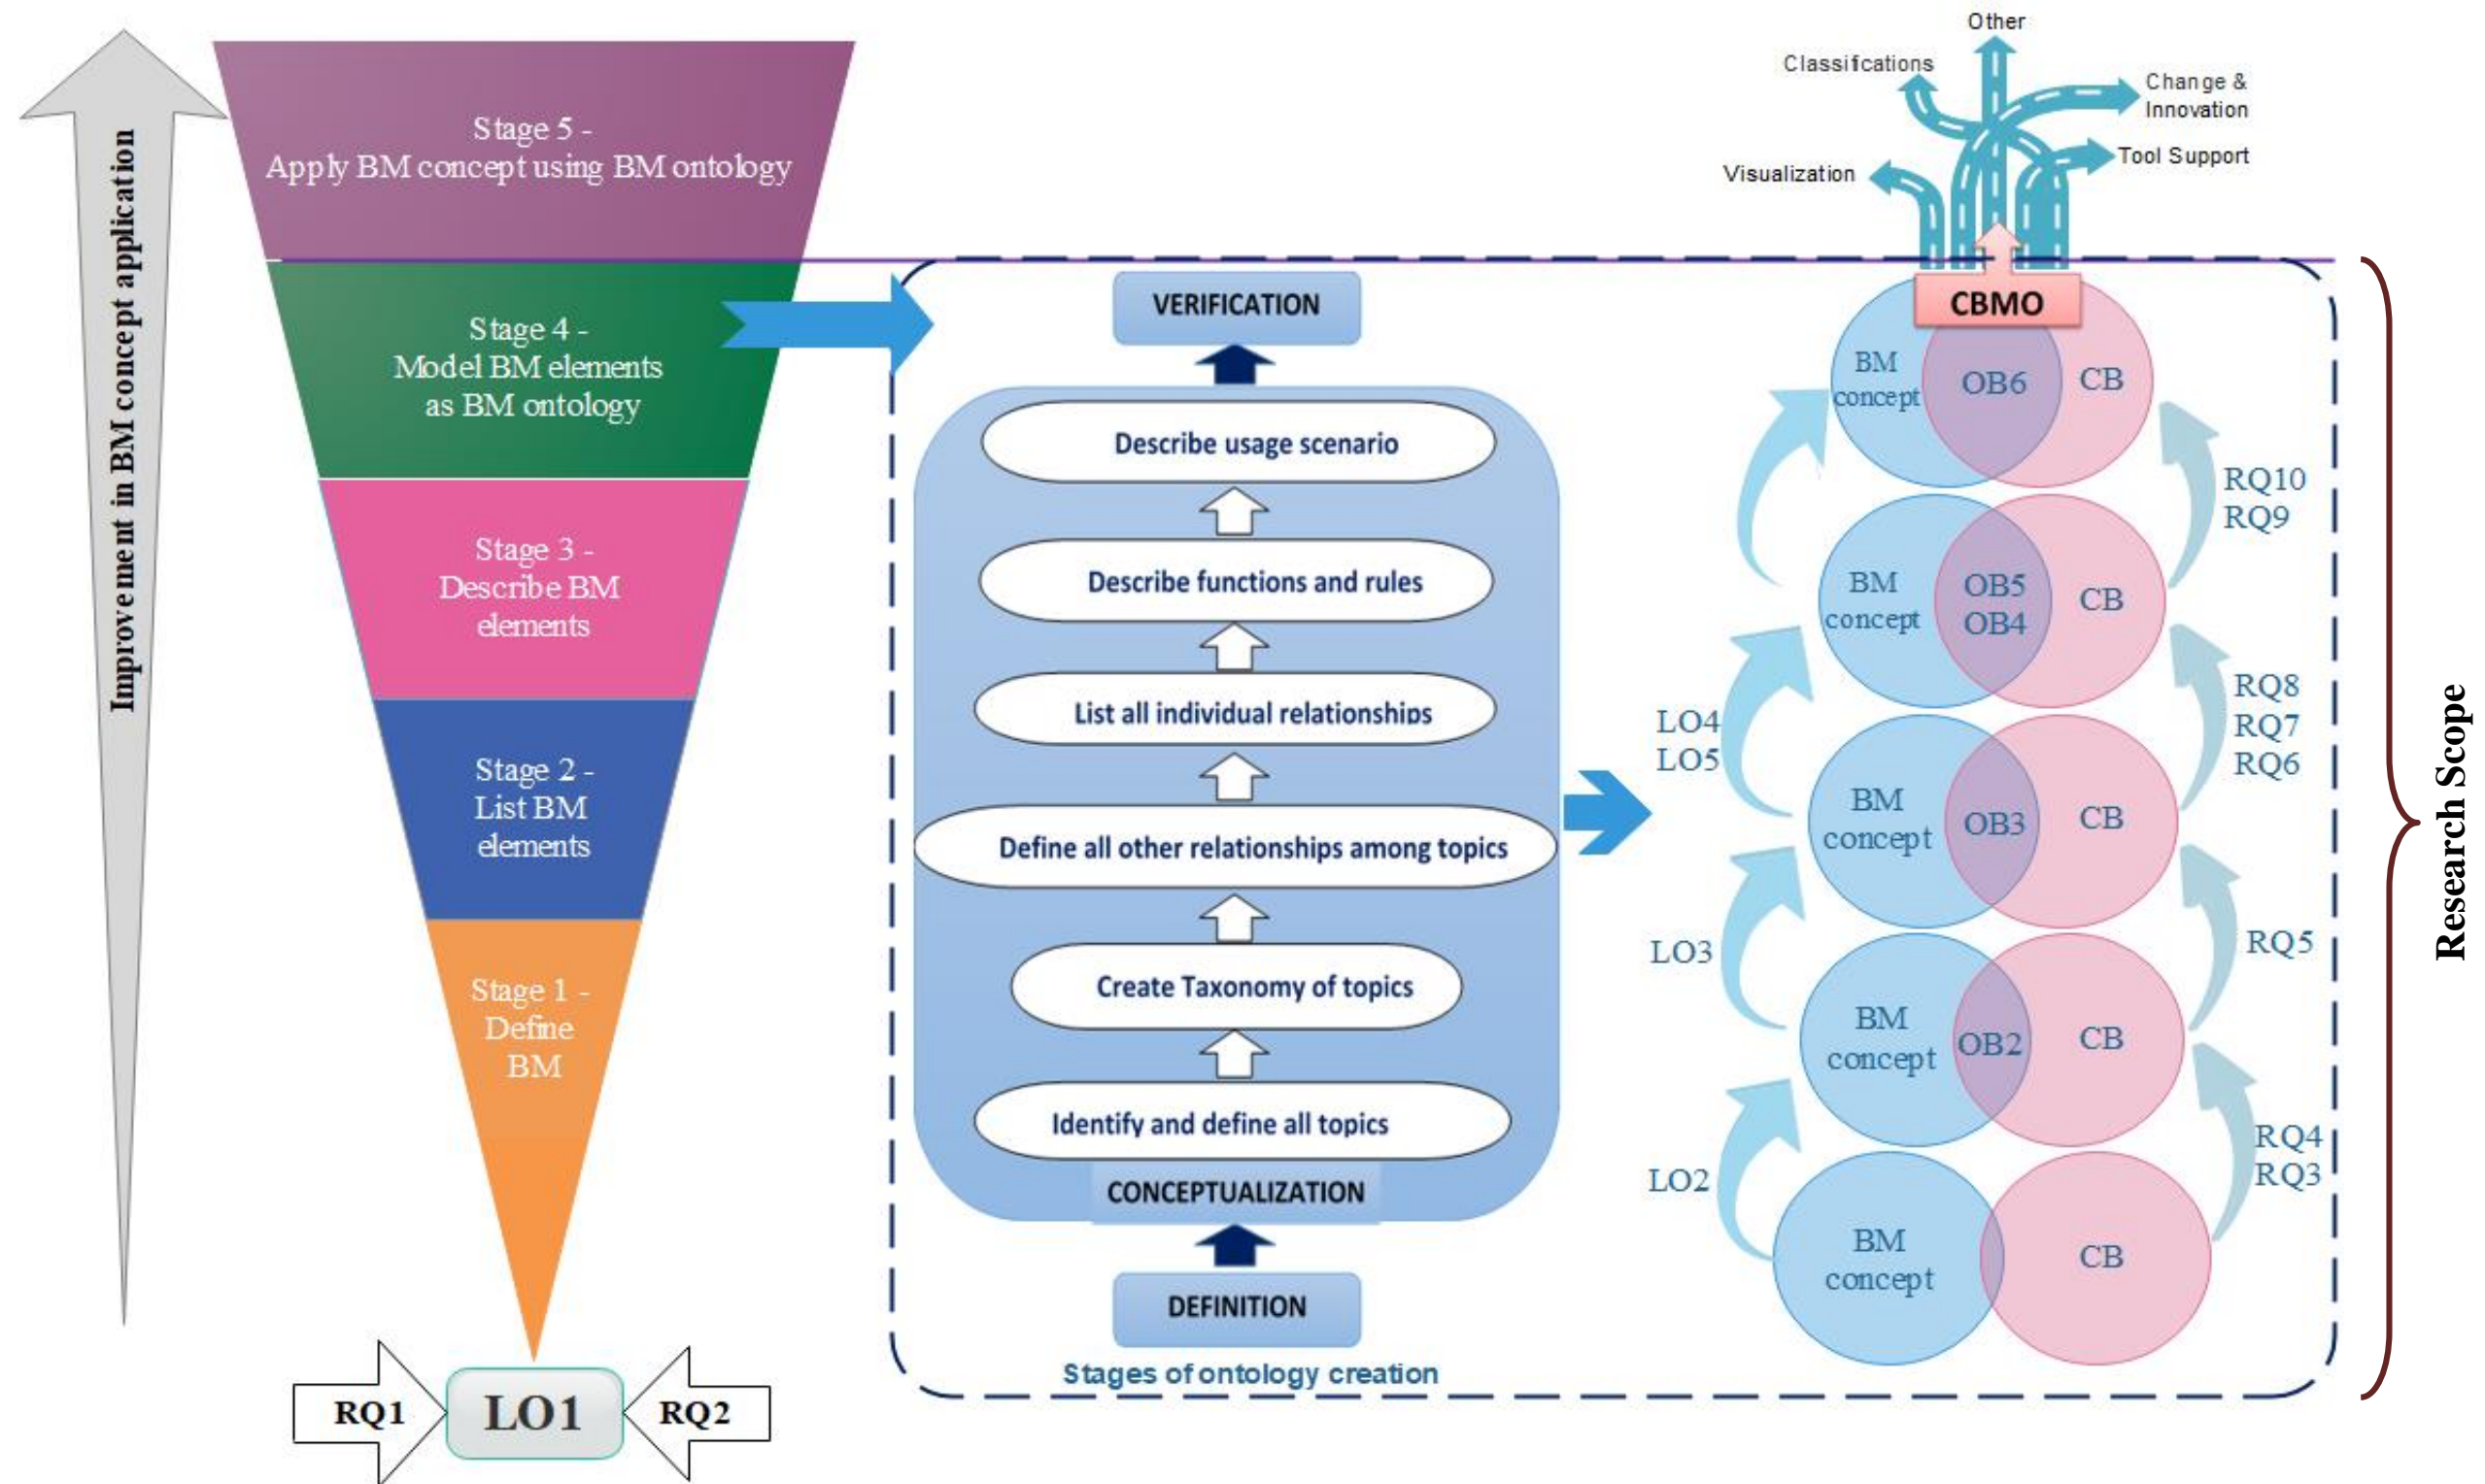 Improvement in BM concept application
Stage 5 -
Apply BM concept using BM ontology
Stage 4 -
Model BM elements
as BM ontology
Stage 3 -
Describe BM
elements
Stage 2 -
List BM
elements
Stage 1 -
Define
BM
RQ1
LO1
RQ2
VERIFICATION
Describe usage scenario
Describe functions and rules
List all individual relationships
Define all other relationships among topics
Create Taxonomy of topics
Identify and define all topics
CONCEPTUALIZATION
DEFINITION
Stages of ontology creation
Other
Classifications
Change &
Innovation
Tool Support
Visualization
CBMO
BM
concept
OB6
CB
RQ10
RQ9
BM
concept
OB5
OB4
CB
LO4
LO5
RQ8
RQ7
RQ6
BM
concept
OB3
CB
LO3
RQ5
BM
concept
OB2
CB
LO2
RQ4
RQ3
BM
concept
CB
Research Scope